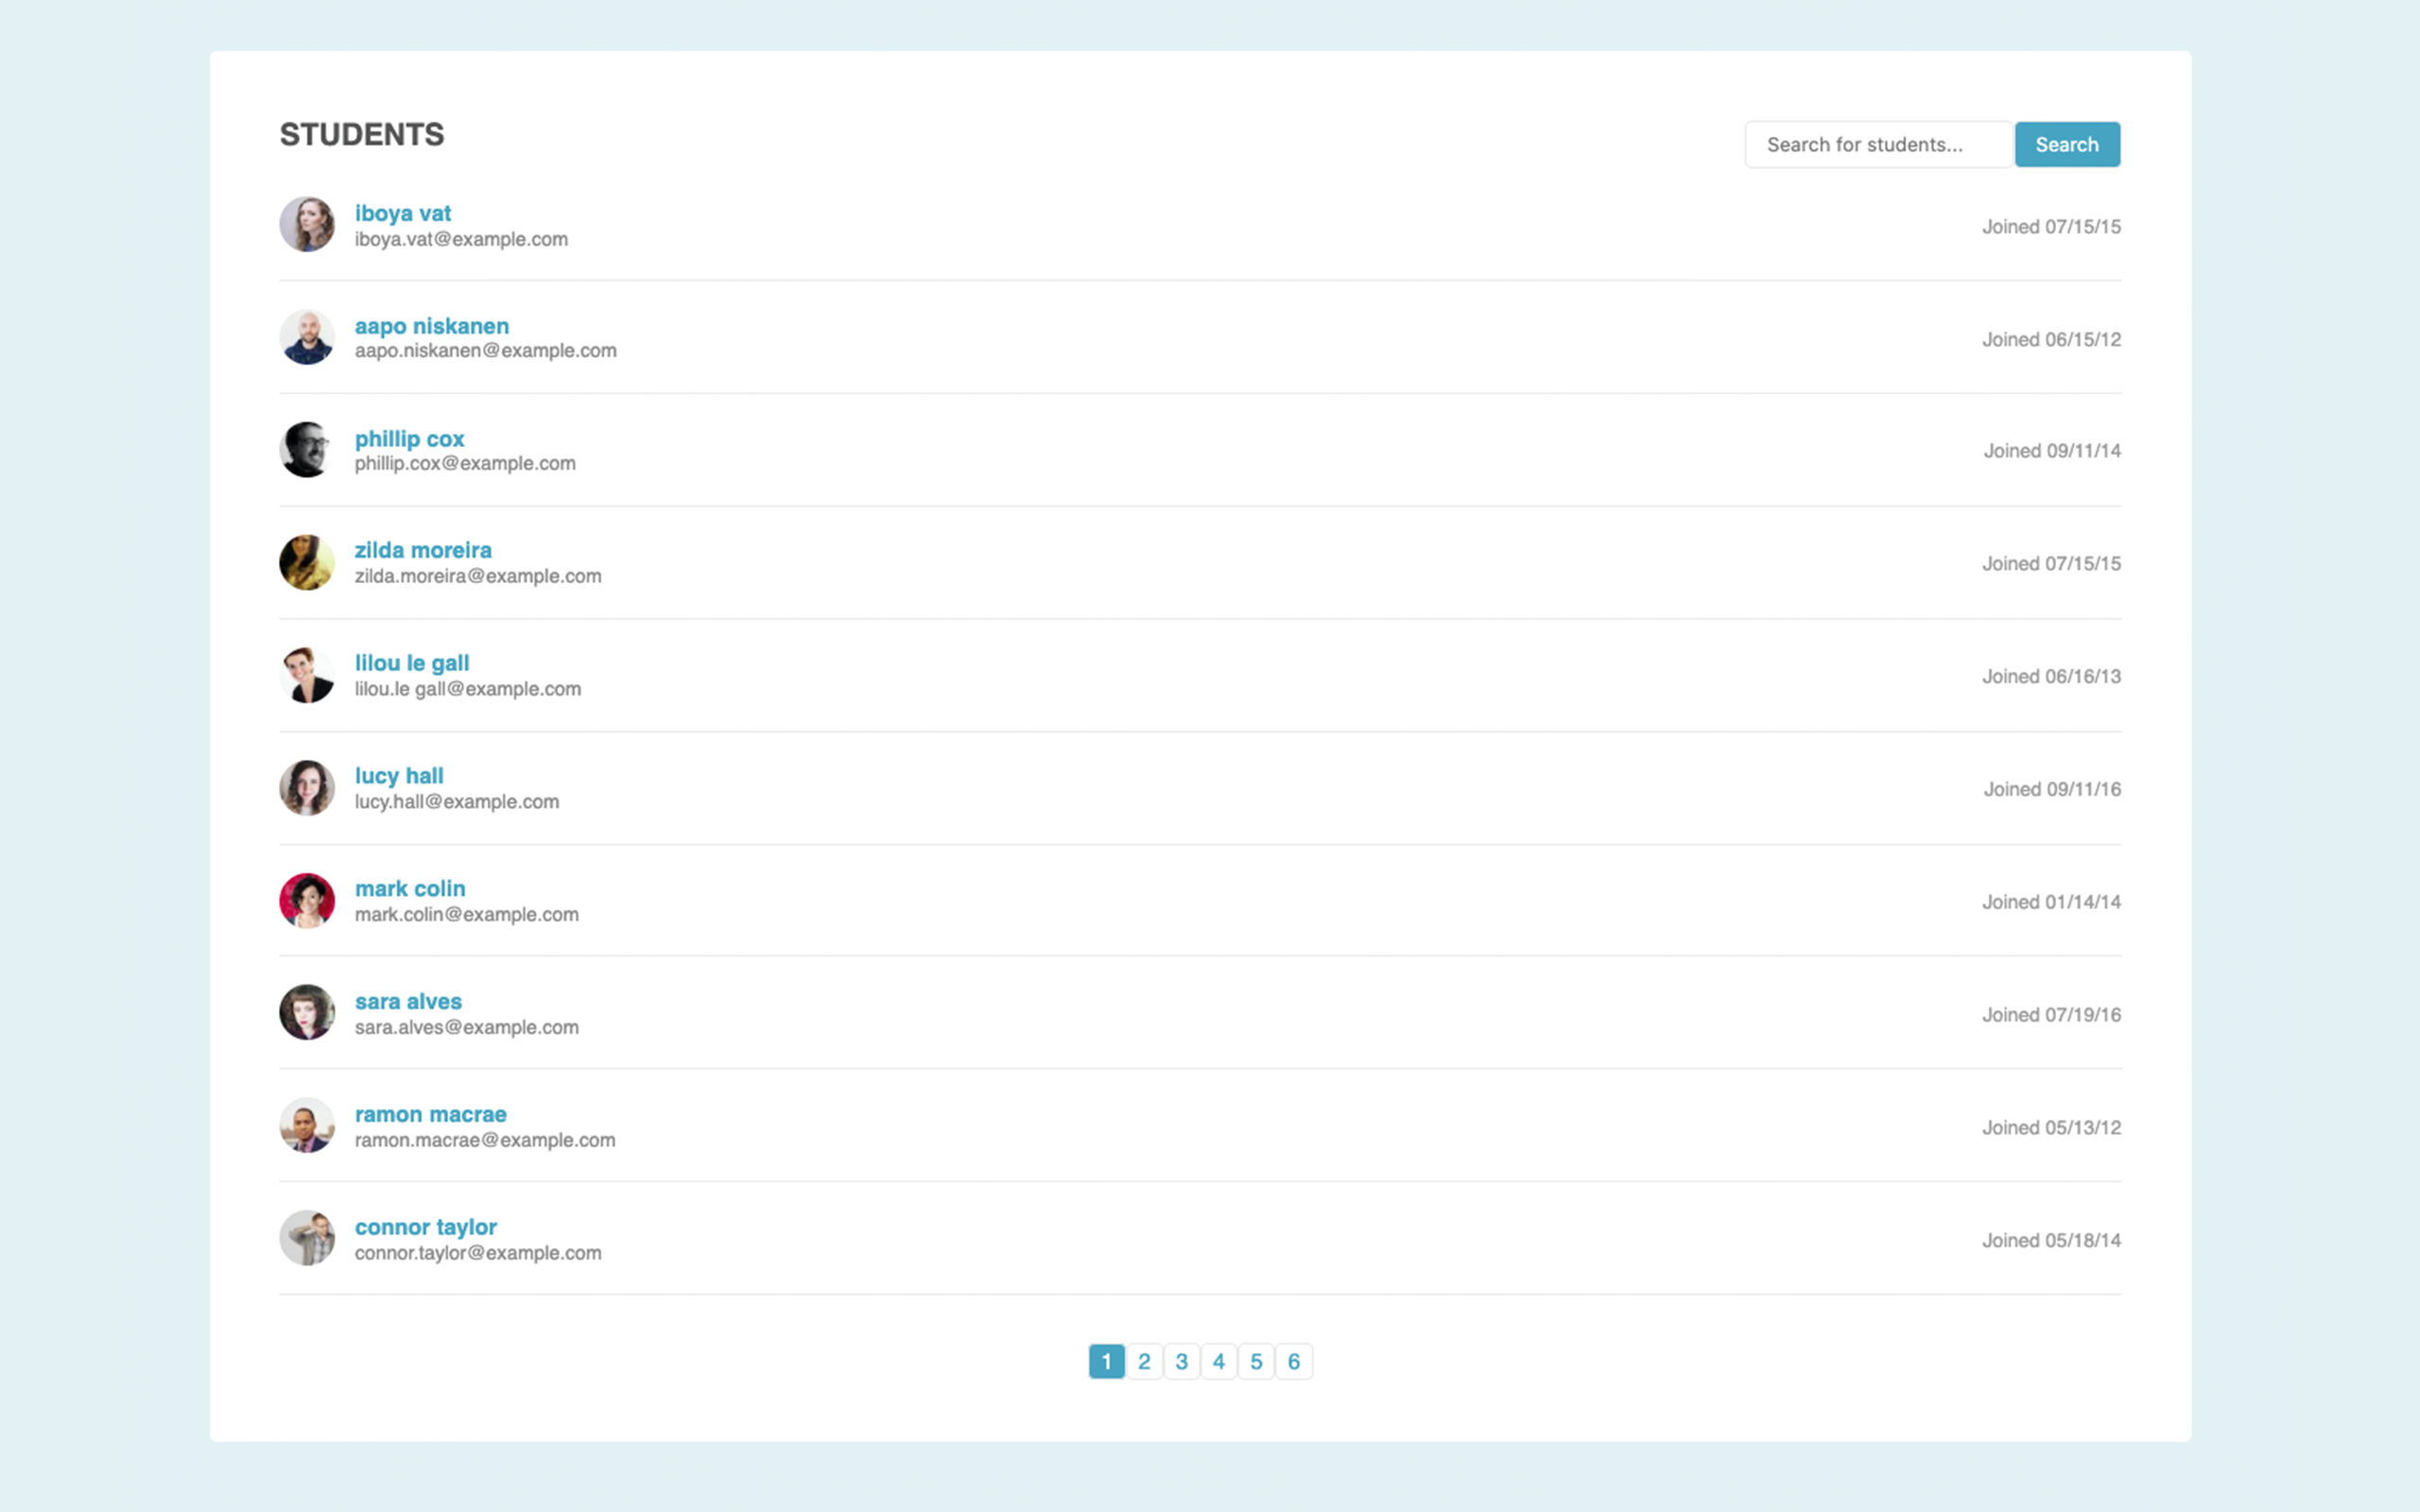 STUDENTS
Search for students...
Search
iboya vat
iboya.vat@example.com
Joined 07/15/15
aapo niskanen
aapo.niskanen@example.com
Joined 06/15/12
phillip cox
phillip.cox@example.com
Joined 09/11/14
zilda moreira
zilda.moreira@example.com
Joined 07/15/15
lilou le gall
lilou.le gall@example.com
Joined 06/16/13
lucy hall
lucy.hall@example.com
Joined 09/11/16
mark colin
mark.colin@example.com
Joined 01/14/14
sara alves
sara.alves@example.com
Joined 07/19/16
ramon macrae
ramon.macrae@example.com
Joined 05/13/12
connor taylor
connor.taylor@example.com
Joined 05/18/14
1 2 3 4 5 6